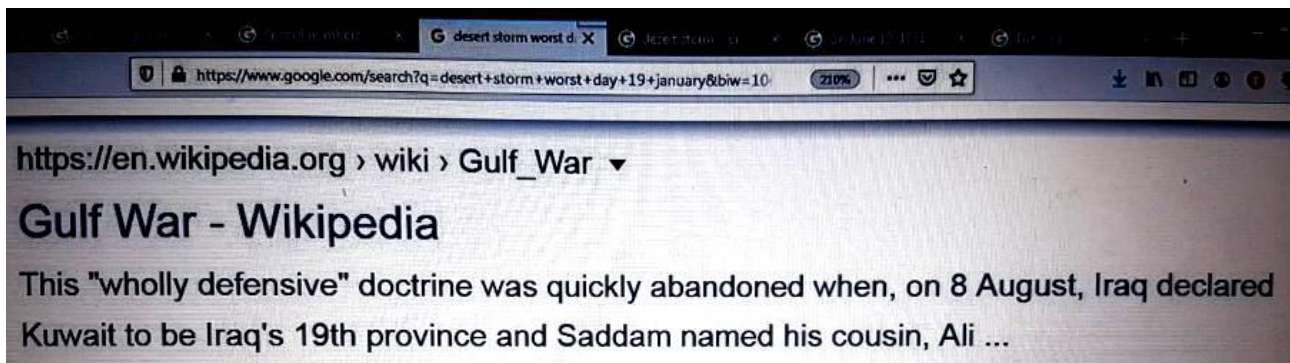 desert storm worst d
https://www.google.com/search?q=desert+storm+worst+day+19+january&biw=10
210%
https://en.wikipedia.org › wiki › Gulf_War
Gulf War - Wikipedia
This "wholly defensive" doctrine was quickly abandoned when, on 8 August, Iraq declared
Kuwait to be Iraq's 19th province and Saddam named his cousin, Ali ...